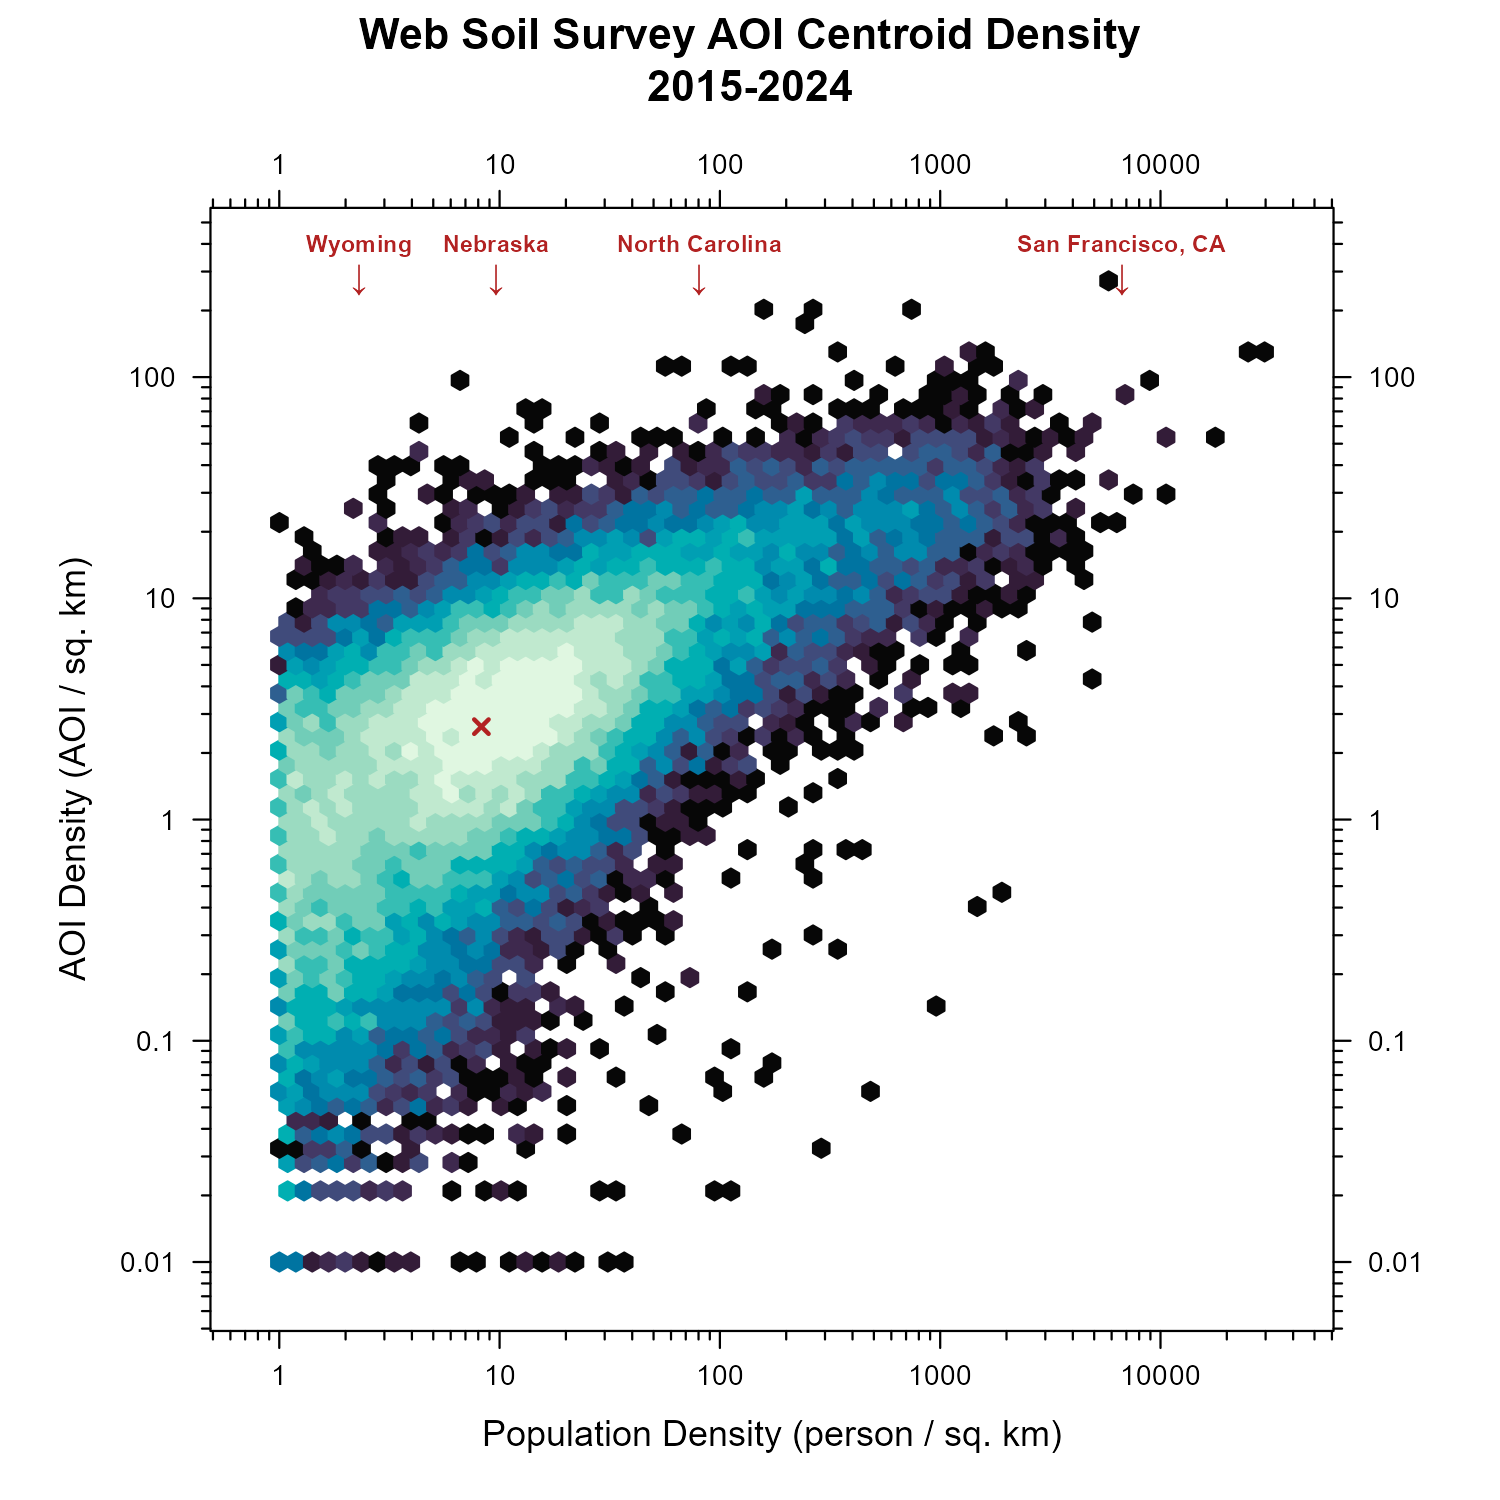 Web Soil Survey AOI Centroid Density
2015-2024
1 10 100 1000 10000
Wyoming Nebraska North Carolina San Francisco, CA
↓ ↓ ↓ ↓
100 100
10 10
1 1
0.1 0.1
0.01 0.01
AOI Density (AOI / sq. km)
1 10 100 1000 10000
Population Density (person / sq. km)